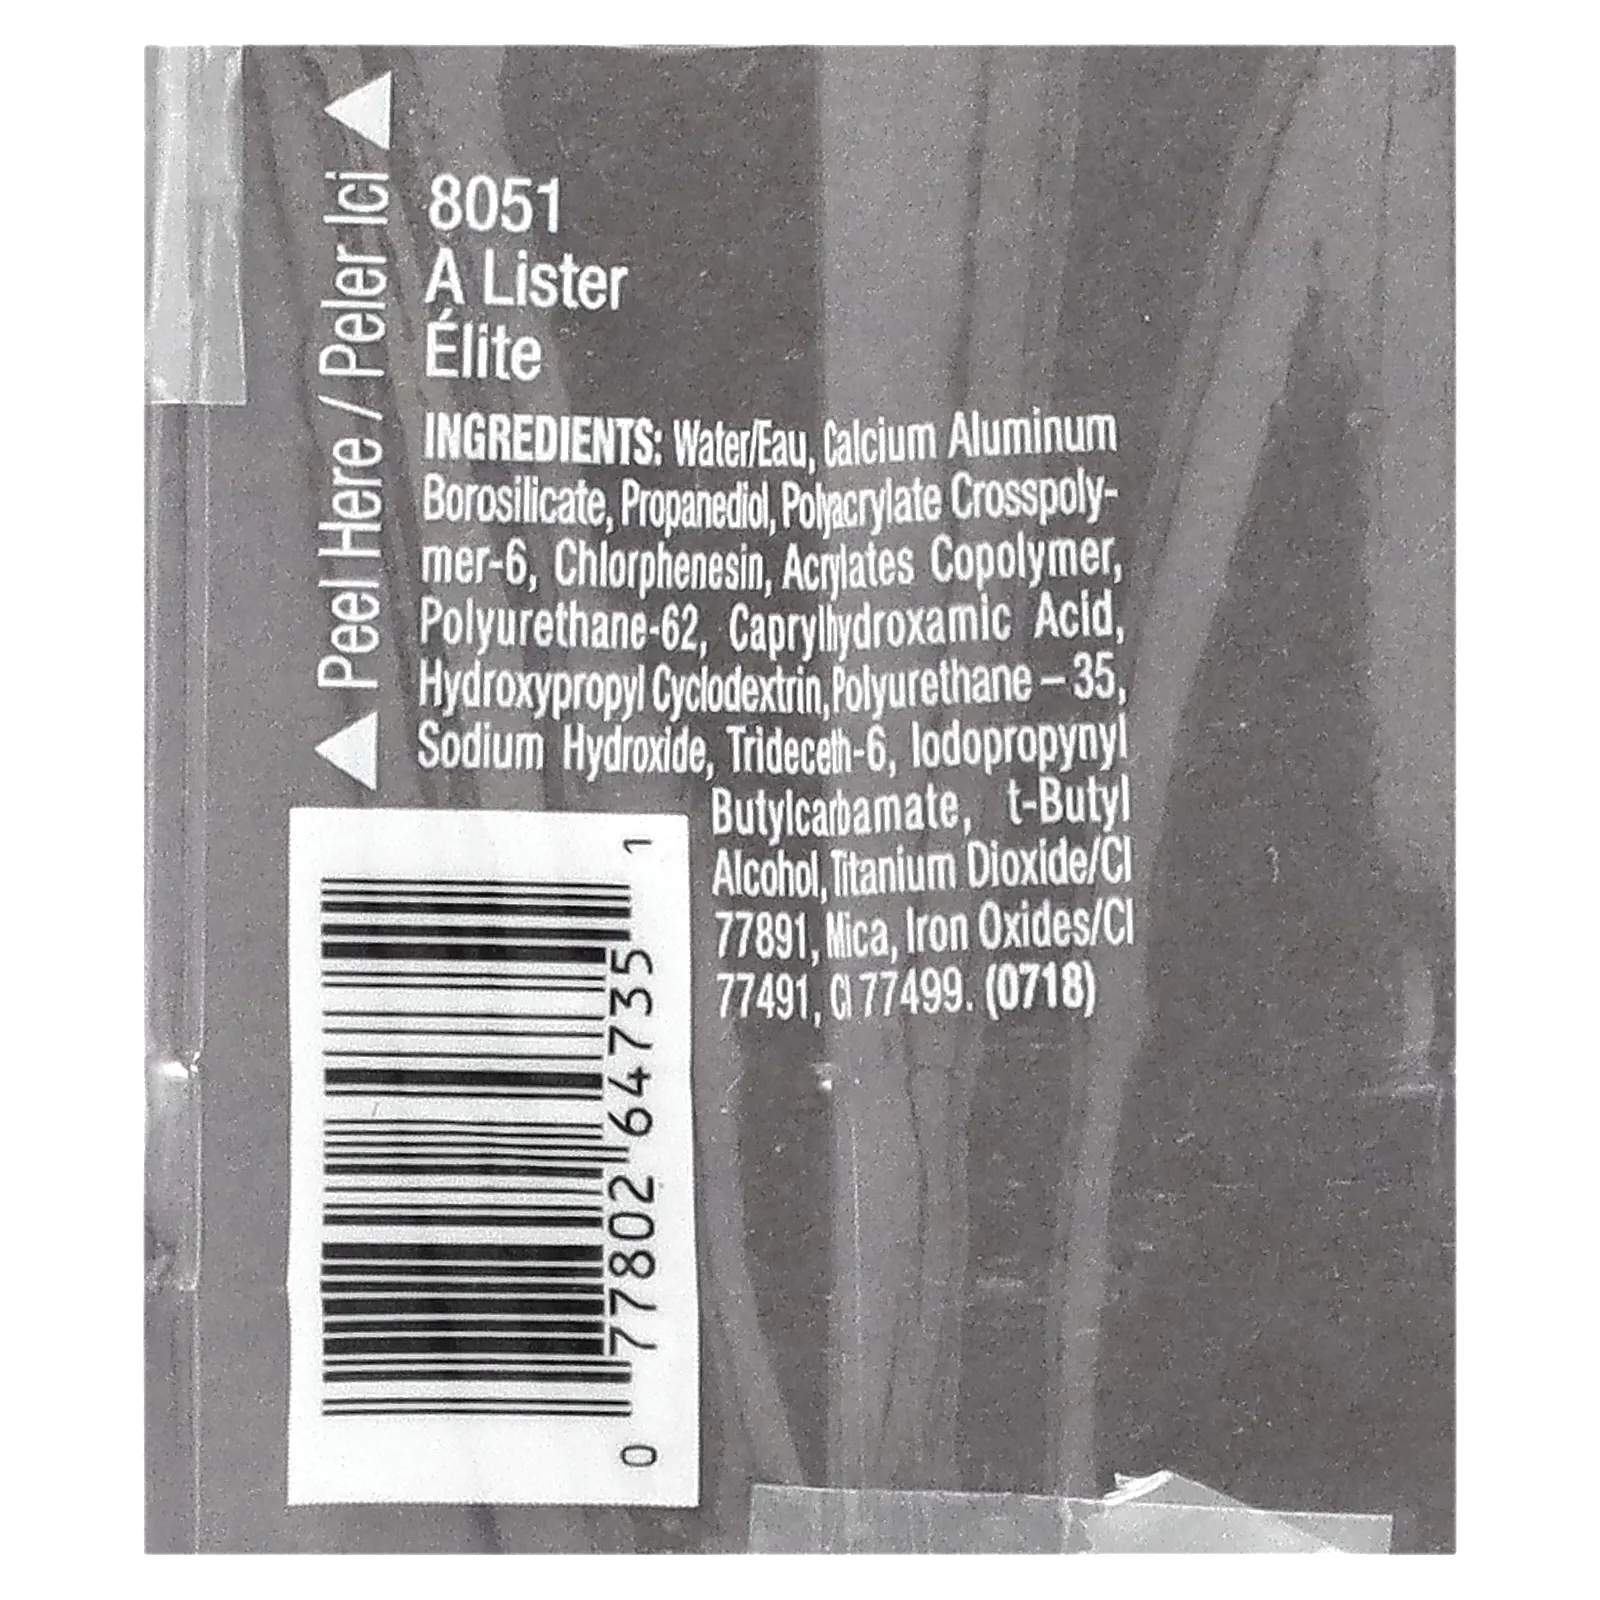 Peel Here / Peler Ici
8051
A Lister
Élite
INGREDIENTS: Water/Eau, Calcium Aluminum
Borosilicate, Propanediol, Polyacrylate Crosspoly-
mer-6, Chlorphenesin, Acrylates Copolymer,
Polyurethane-62, Caprylhydroxamic Acid,
Hydroxypropyl Cyclodextrin, Polyurethane – 35,
Sodium Hydroxide, Trideceth-6, Iodopropynyl
Butylcarbamate, t-Butyl
Alcohol, Titanium Dioxide/CI
77891, Mica, Iron Oxides/CI
77491, CI 77499. (0718)
0 77802 64735 1